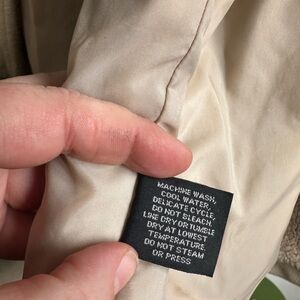 MACHINE WASH,
COOL WATER,
DELICATE CYCLE,
DO NOT BLEACH.
LINE DRY OR TUMBLE
DRY AT LOWEST
TEMPERATURE.
DO NOT STEAM
OR PRESS